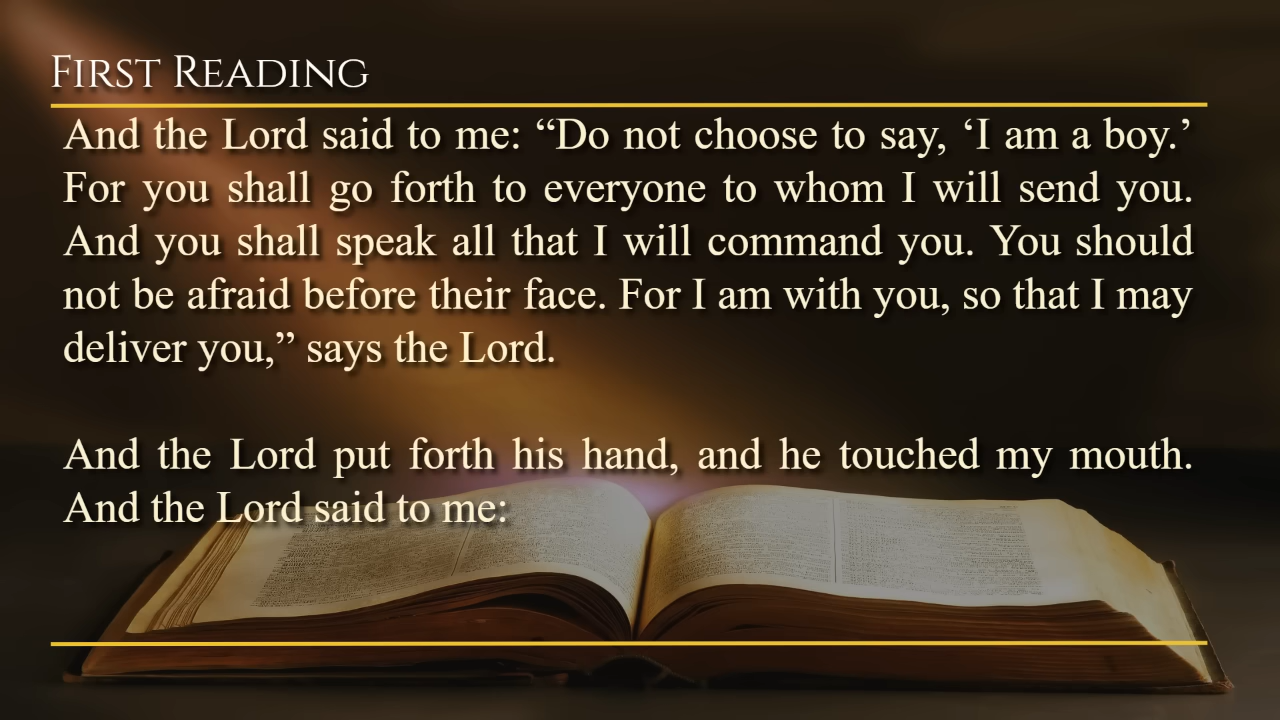 First Reading
And the Lord said to me: “Do not choose to say, ‘I am a boy.’
For you shall go forth to everyone to whom I will send you.
And you shall speak all that I will command you. You should
not be afraid before their face. For I am with you, so that I may
deliver you,” says the Lord.
And the Lord put forth his hand, and he touched my mouth.
And the Lord said to me: